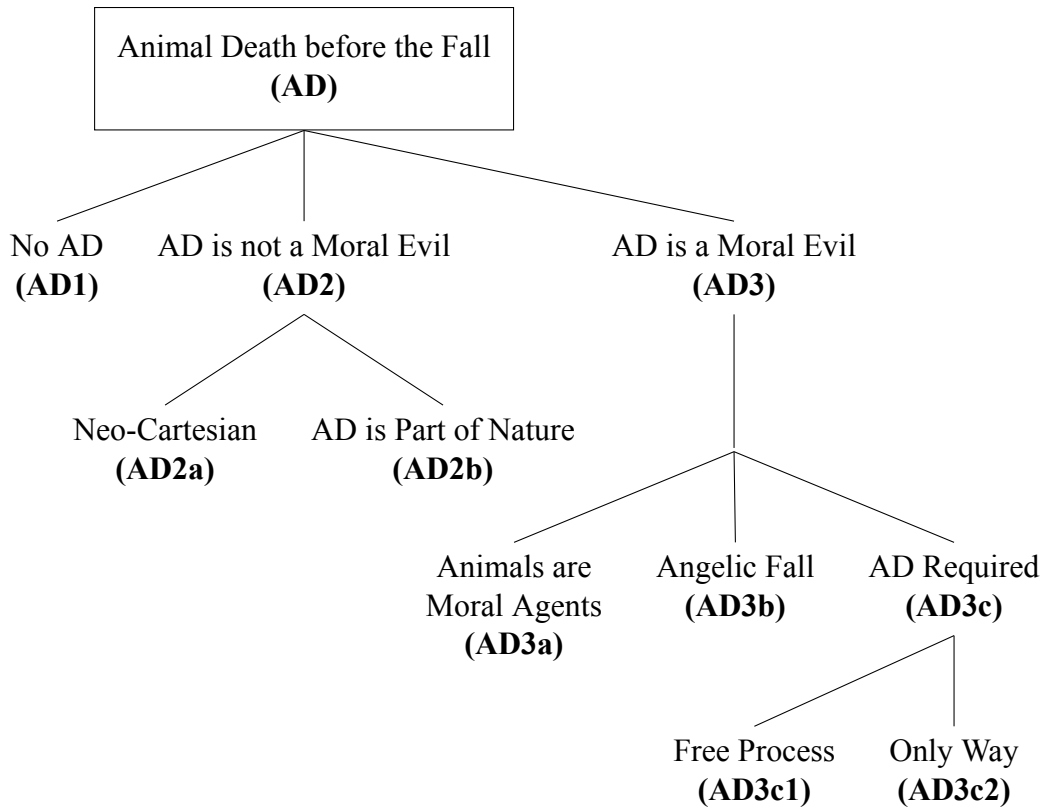 Animal Death before the Fall
(AD)
No AD
(AD1)
AD is not a Moral Evil
(AD2)
AD is a Moral Evil
(AD3)
Neo-Cartesian
(AD2a)
AD is Part of Nature
(AD2b)
Animals are
Moral Agents
(AD3a)
Angelic Fall
(AD3b)
AD Required
(AD3c)
Free Process
(AD3c1)
Only Way
(AD3c2)